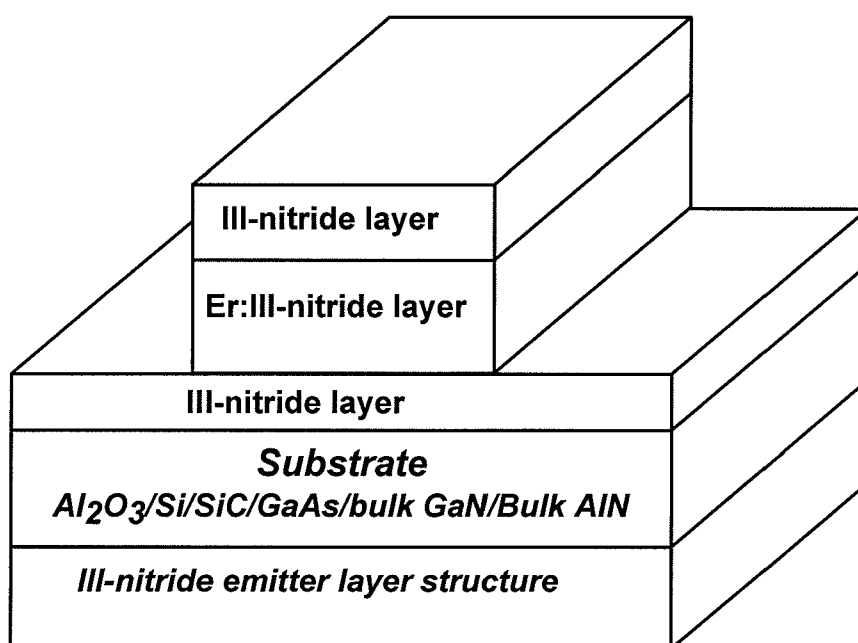 III-nitride layer
Er:III-nitride layer
III-nitride layer
Substrate
Al₂O₃/Si/SiC/GaAs/bulk GaN/Bulk AlN
III-nitride emitter layer structure